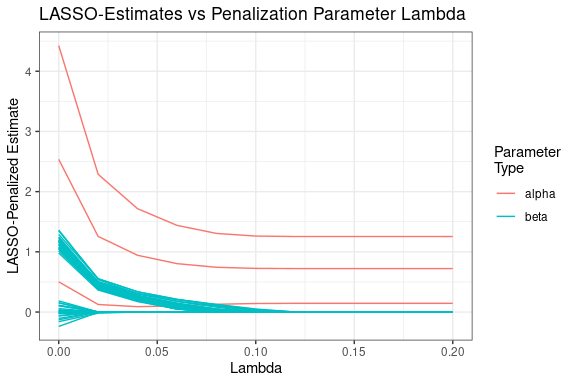 LASSO-Estimates vs Penalization Parameter Lambda
LASSO-Penalized Estimate
4
3
2
1
0
0.00
0.05
0.10
0.15
0.20
Lambda
Parameter
Type
alpha
beta